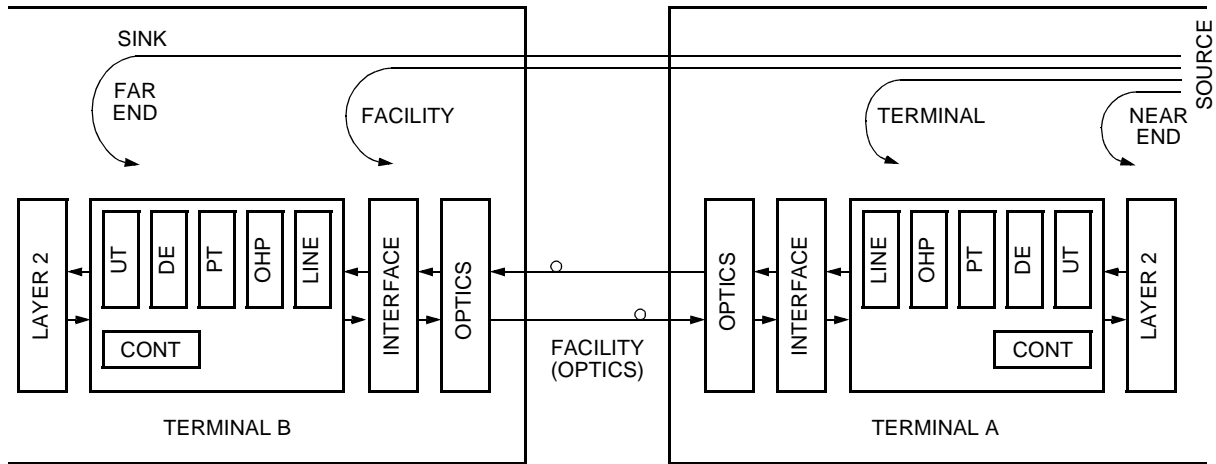 SINK
SOURCE
FAR
END
FACILITY
TERMINAL
NEAR
END
LAYER 2
UT
DE
PT
OHP
LINE
CONT
INTERFACE
OPTICS
FACILITY
(OPTICS)
OPTICS
INTERFACE
LINE
OHP
PT
DE
UT
CONT
LAYER 2
TERMINAL B
TERMINAL A